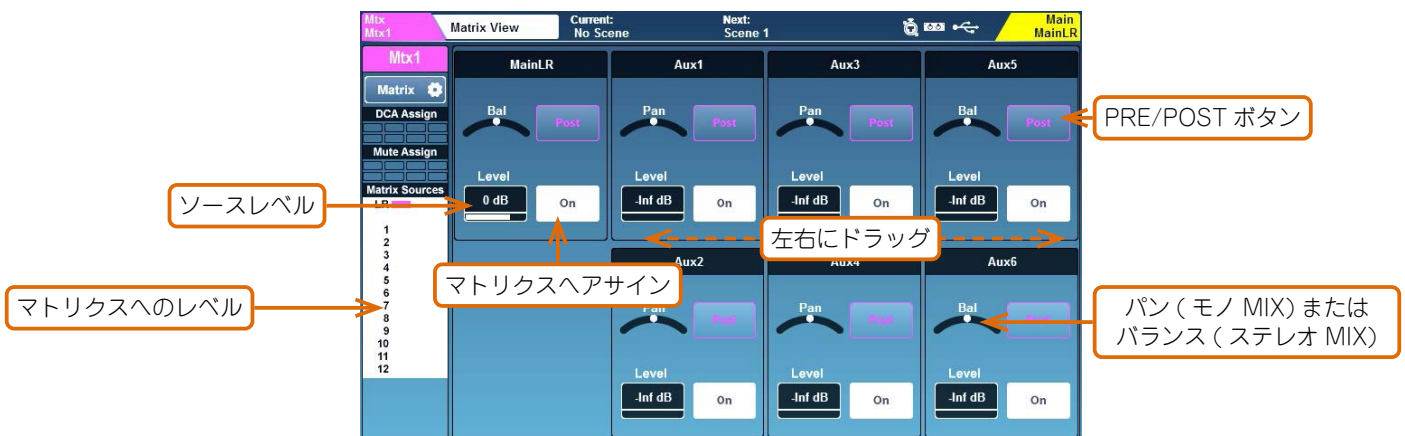 Mtx
Mtx1
Matrix View
Current:
No Scene
Next:
Scene 1
Main
MainLR
Mtx1
Matrix
DCA Assign
Mute Assign
Matrix Sources
LR
1
2
3
4
5
6
7
8
9
10
11
12
MainLR
Bal
Post
Level
0 dB
On
Aux1
Pan
Post
Level
-Inf dB
On
Aux3
Pan
Post
Level
-Inf dB
On
Aux5
Bal
Post
Level
-Inf dB
On
Aux2
Pan
Post
Level
-Inf dB
On
Aux4
Pan
Post
Level
-Inf dB
On
Aux6
Bal
Post
Level
-Inf dB
On
PRE/POST ボタン
ソースレベル
左右にドラッグ
マトリクスへアサイン
マトリクスへのレベル
パン ( モノ MIX) または
バランス ( ステレオ MIX)